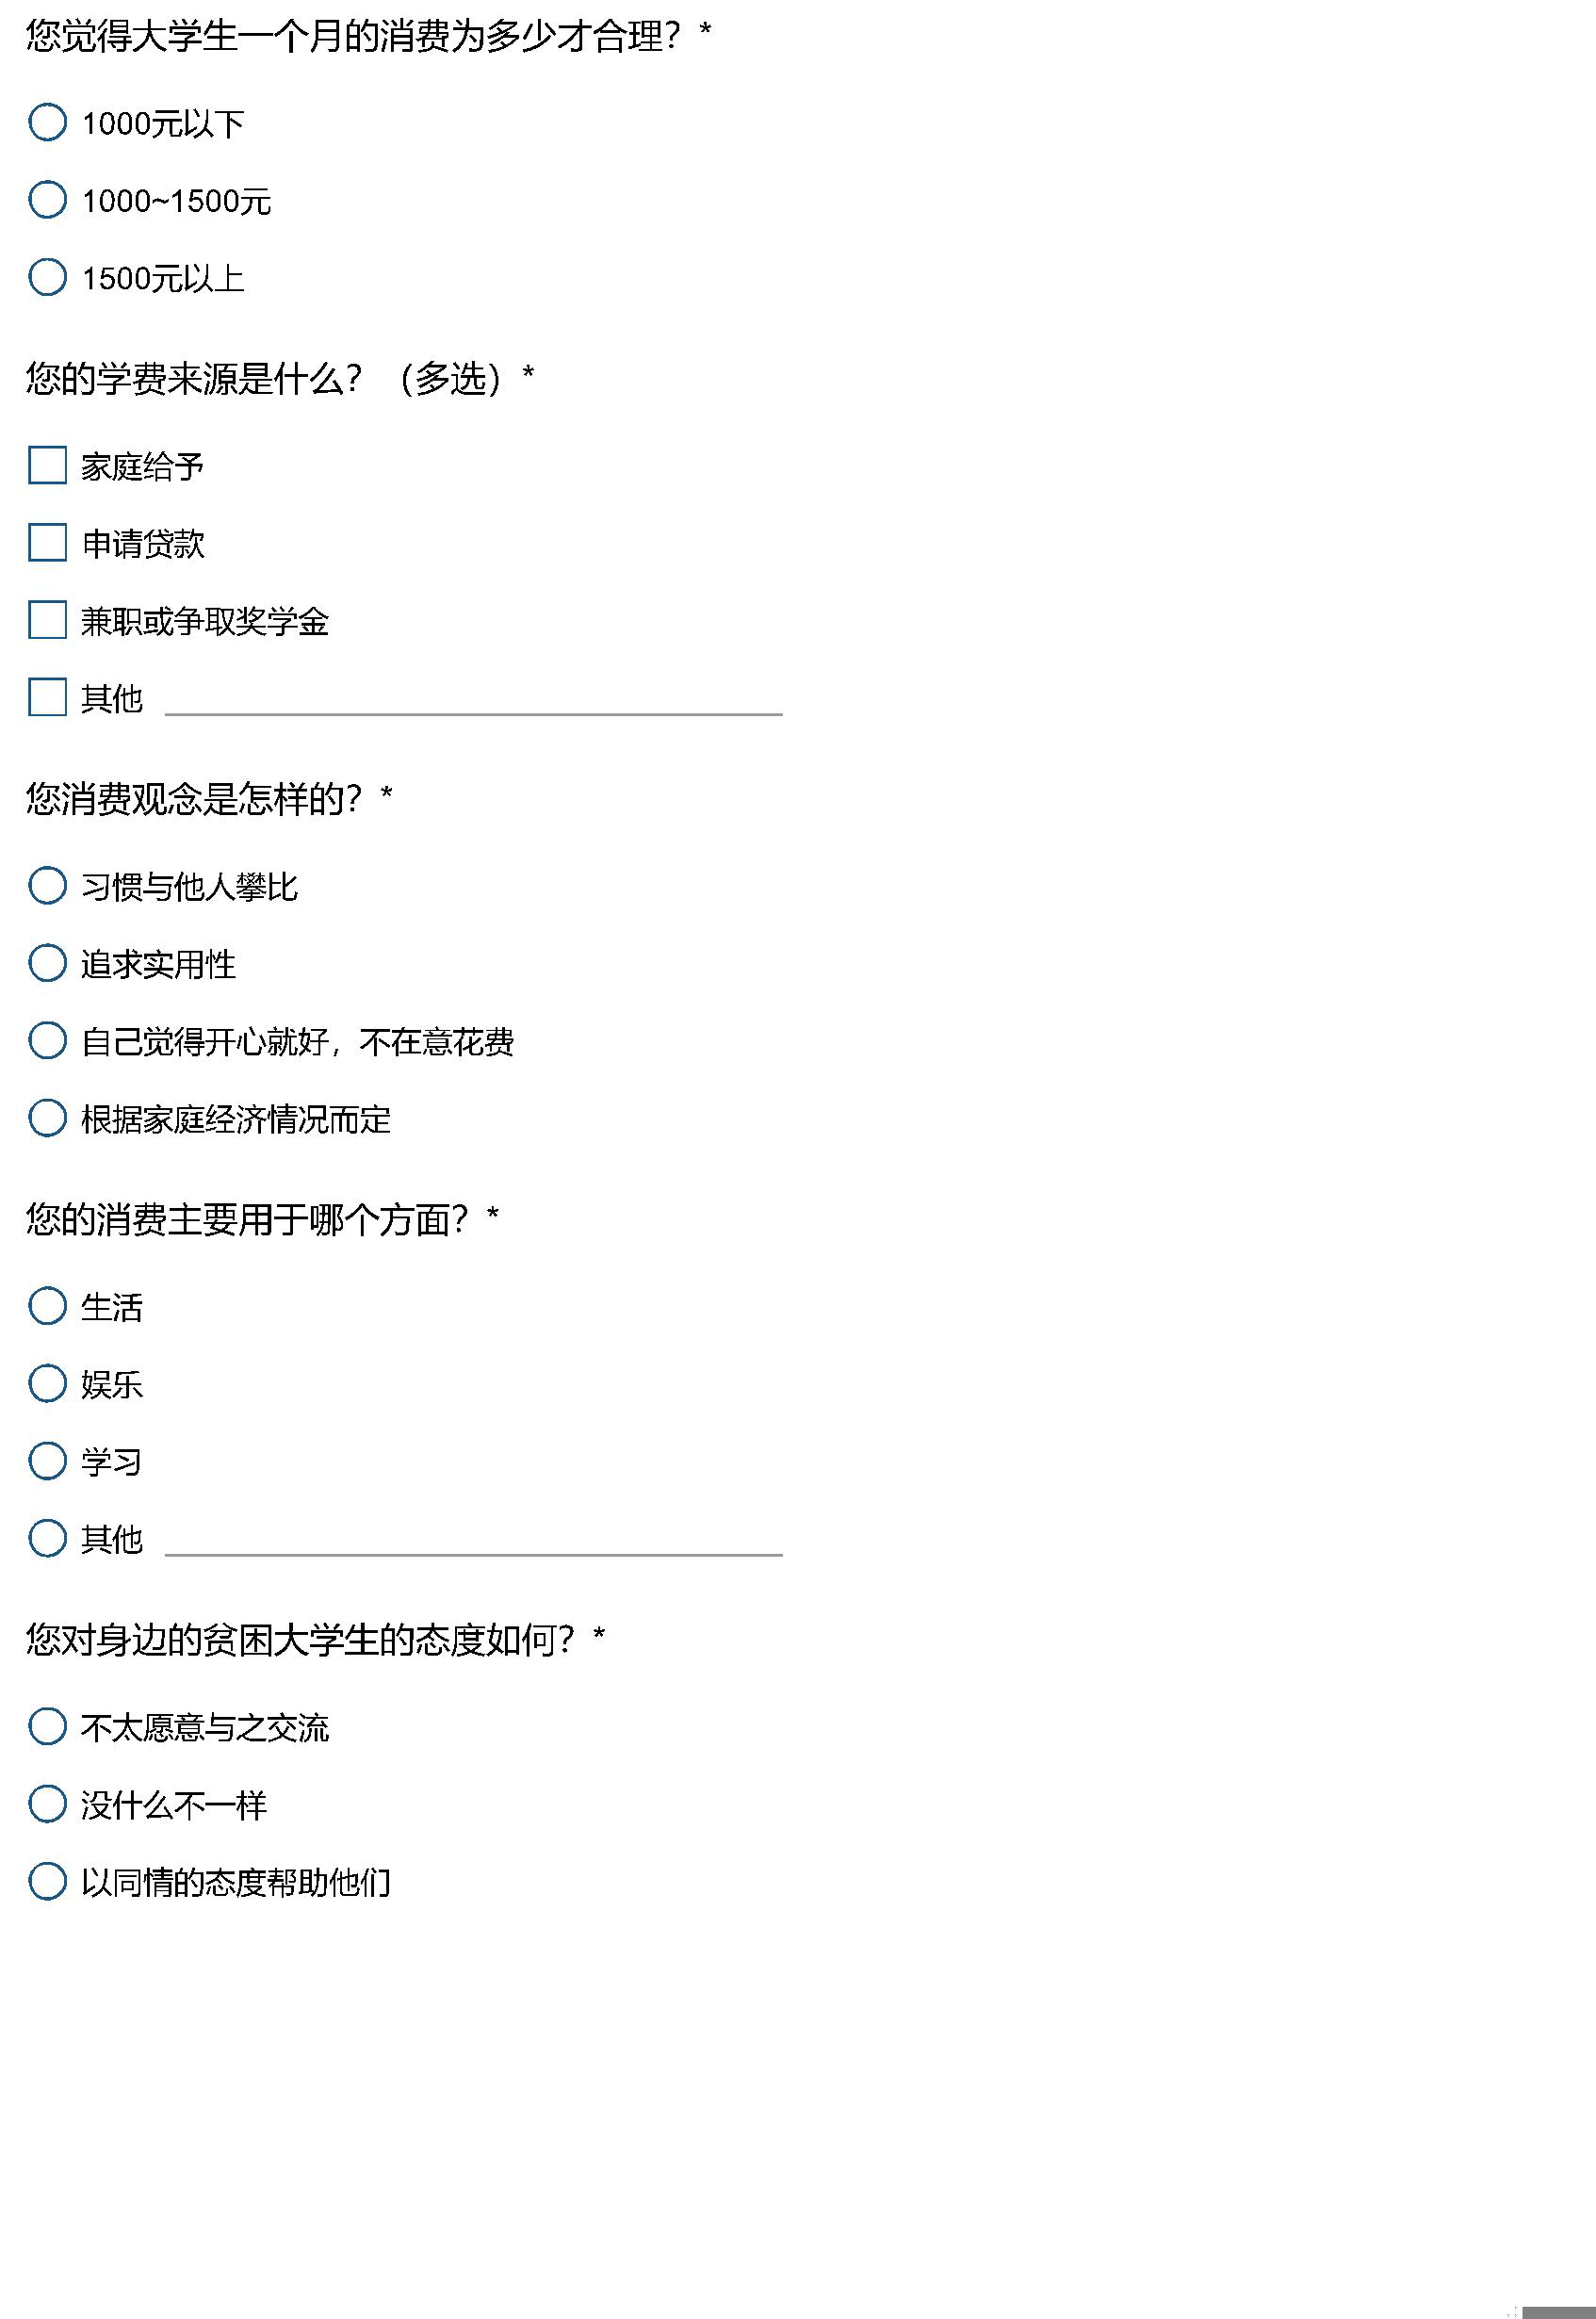 您觉得大学生一个月的消费为多少才合理？*
1000元以下
1000~1500元
1500元以上
您的学费来源是什么？（多选）*
家庭给予
申请贷款
兼职或争取奖学金
其他
您消费观念是怎样的？*
习惯与他人攀比
追求实用性
自己觉得开心就好，不在意花费
根据家庭经济情况而定
您的消费主要用于哪个方面？*
生活
娱乐
学习
其他
您对身边的贫困大学生的态度如何？*
不太愿意与之交流
没什么不一样
以同情的态度帮助他们